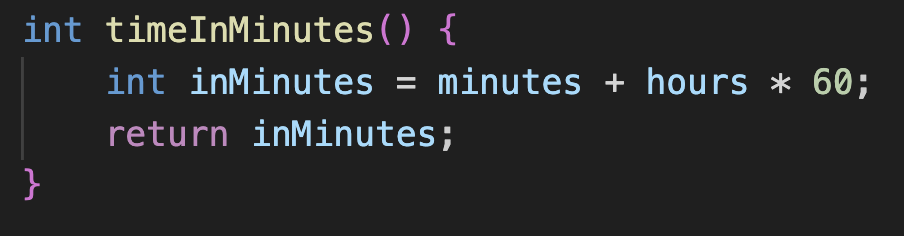 int timeInMinutes() {
    int inMinutes = minutes + hours * 60;
    return inMinutes;
}